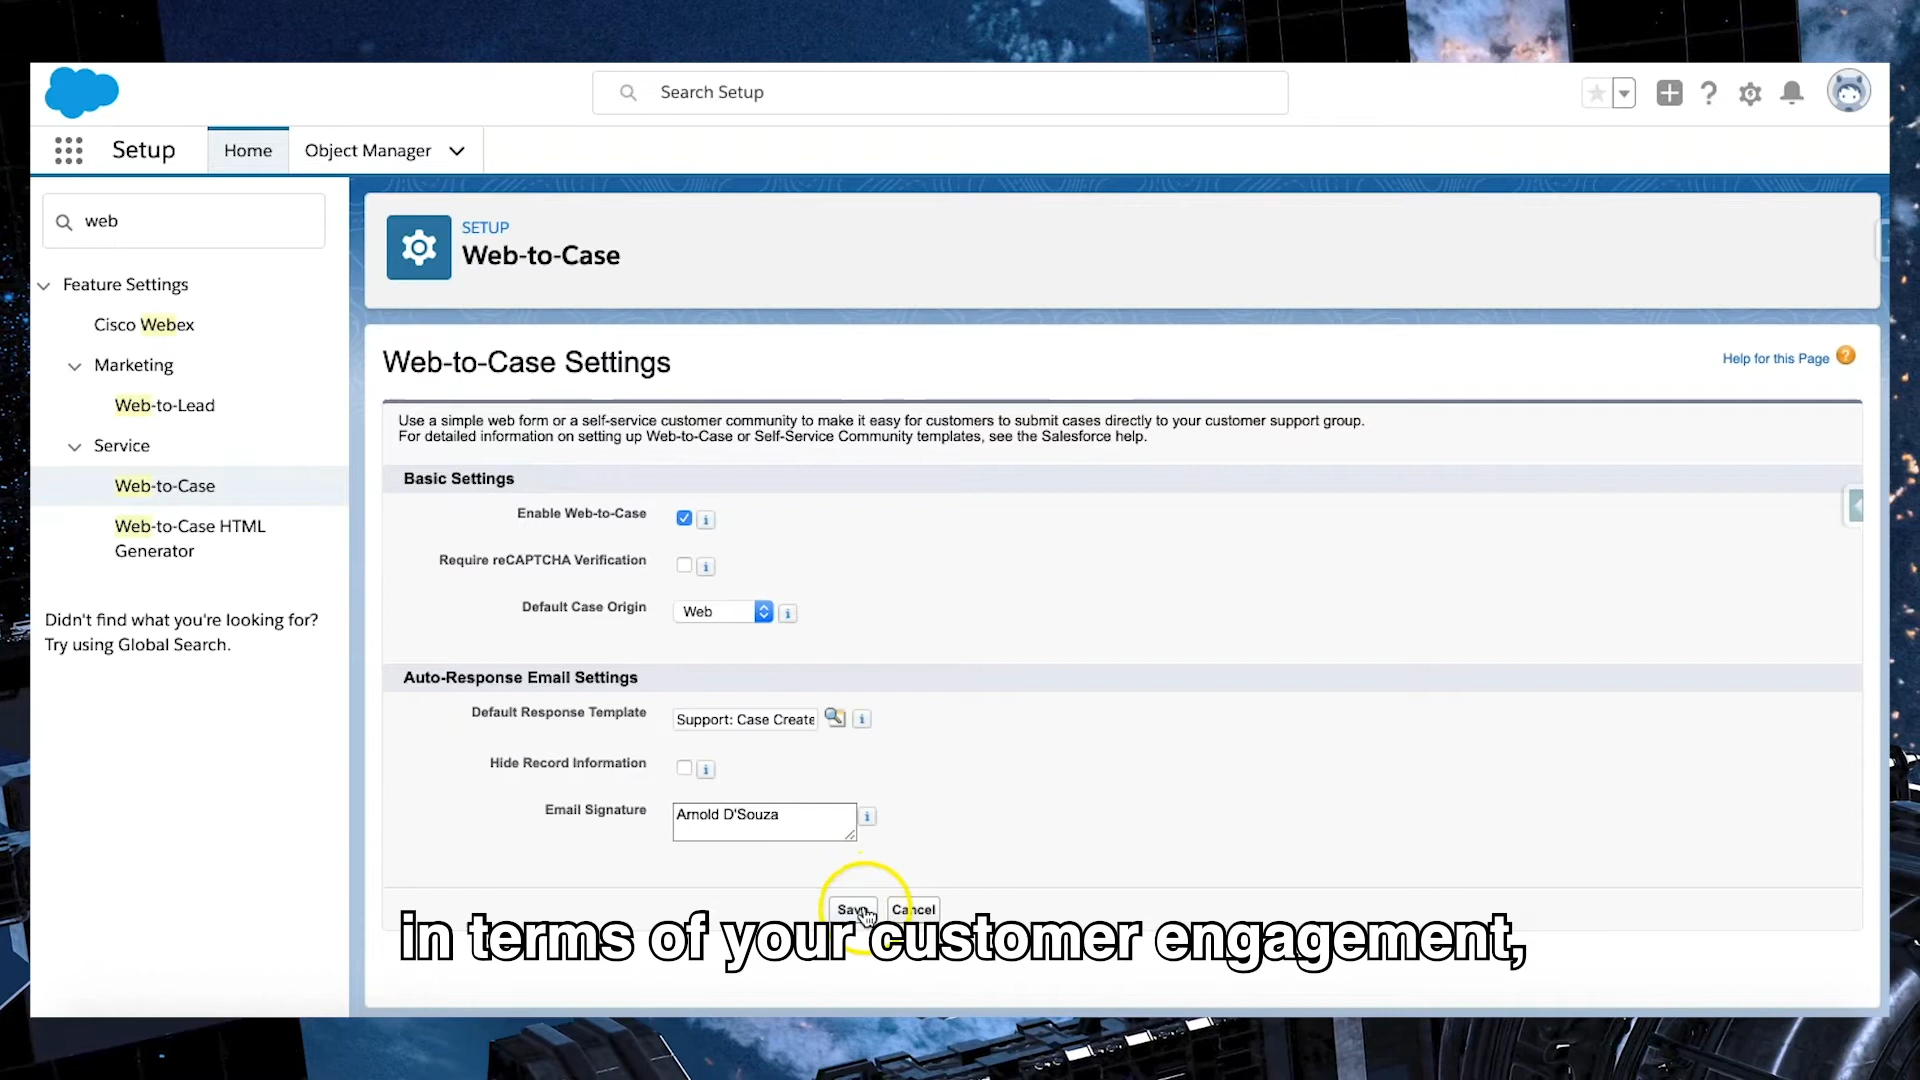 Search Setup
Setup
Home
Object Manager
web
Feature Settings
Cisco Webex
Marketing
Web-to-Lead
Service
Web-to-Case
Web-to-Case HTML
Generator
Didn't find what you're looking for?
Try using Global Search.
SETUP
Web-to-Case
Web-to-Case Settings
Help for this Page
Use a simple web form or a self-service customer community to make it easy for customers to submit cases directly to your customer support group.
For detailed information on setting up Web-to-Case or Self-Service Community templates, see the Salesforce help.
Basic Settings
Enable Web-to-Case
Require reCAPTCHA Verification
Default Case Origin
Web
Auto-Response Email Settings
Default Response Template
Support: Case Create
Hide Record Information
Email Signature
Arnold D'Souza
Save
Cancel
in terms of your customer engagement,